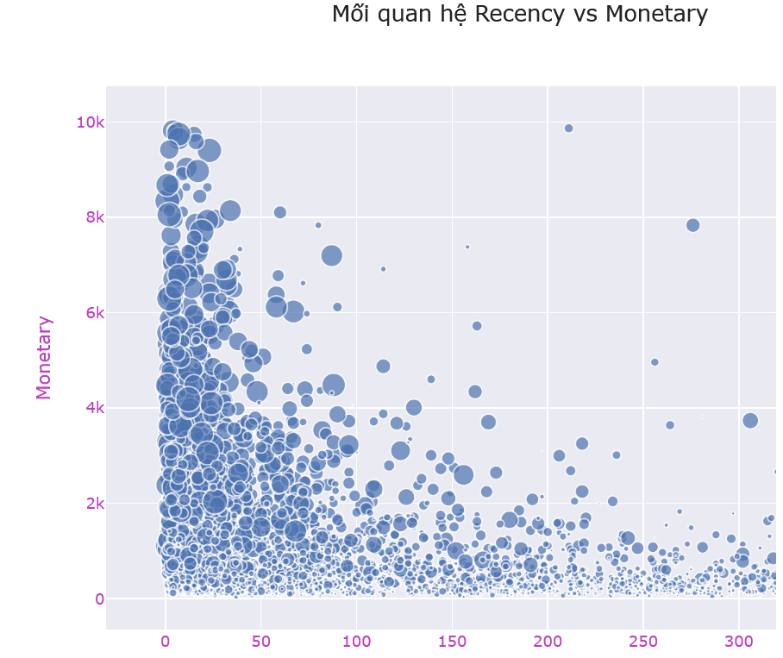 Mối quan hệ Recency vs Monetary
10k
8k
6k
4k
2k
0
Monetary
0 50 100 150 200 250 300